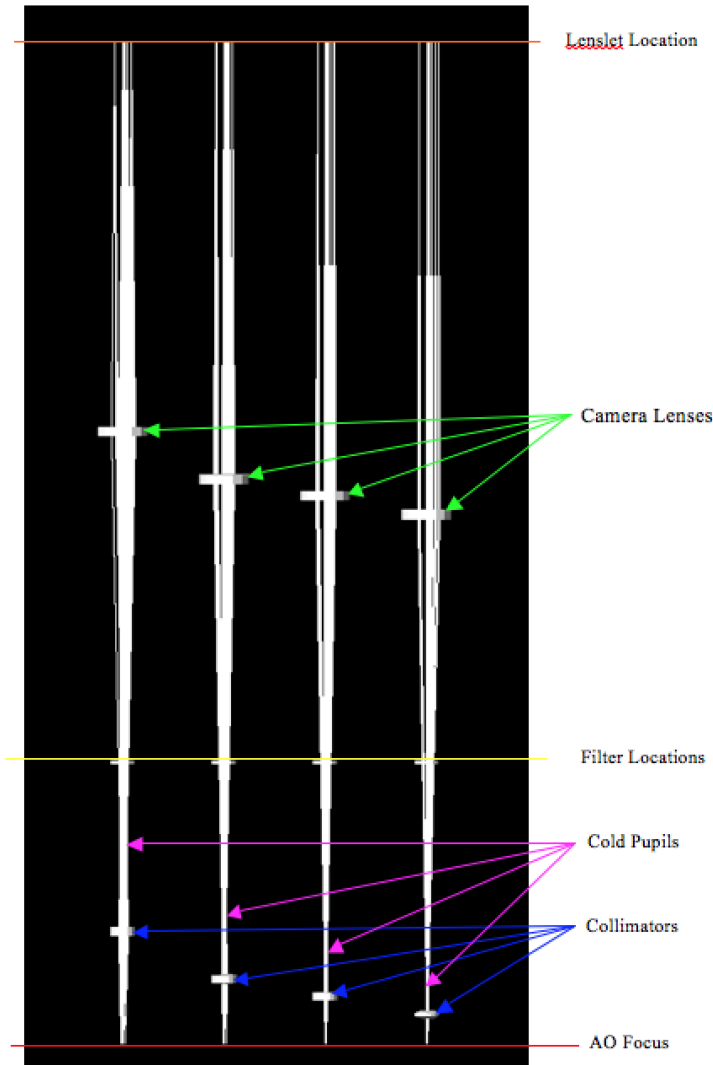 Lenslet Location
Camera Lenses
Filter Locations
Cold Pupils
Collimators
AO Focus